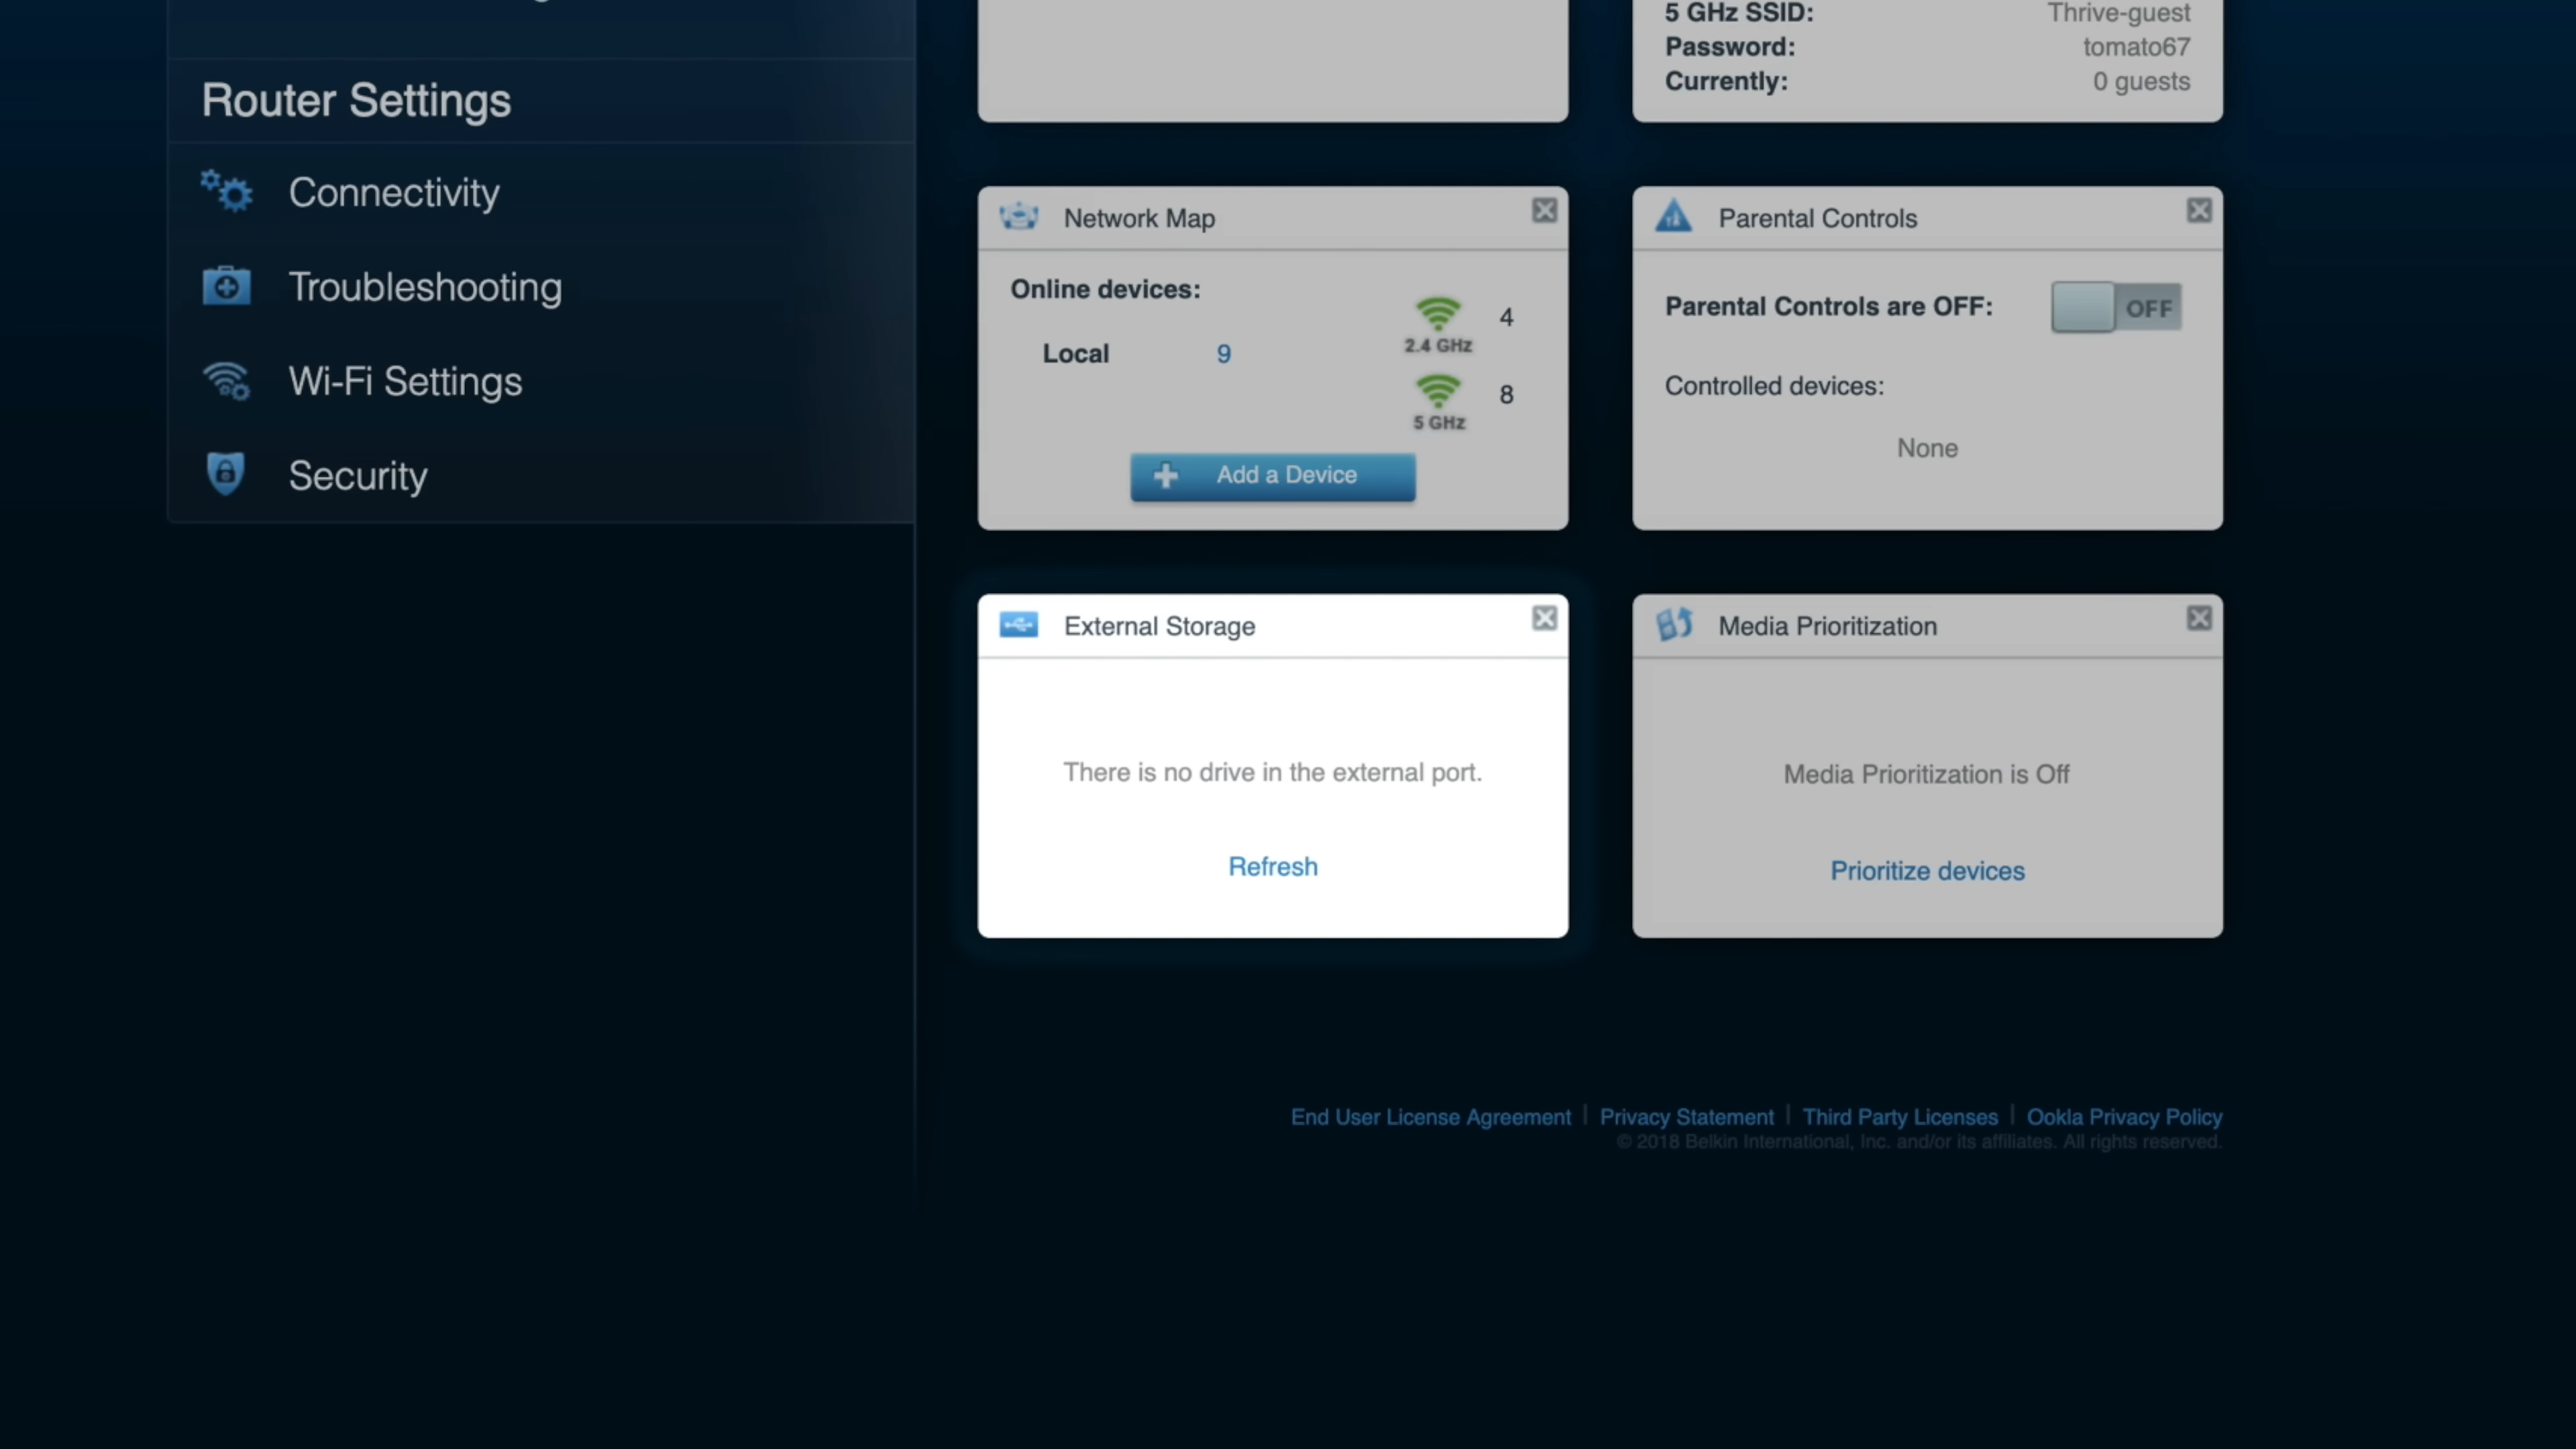 Router Settings
Connectivity
Troubleshooting
Wi-Fi Settings
Security
5 GHz SSID: Thrive-guest
Password: tomato67
Currently: 0 guests
Network Map
Online devices:
Local 9
2.4 GHz 4
5 GHz 8
Add a Device
Parental Controls
Parental Controls are OFF: OFF
Controlled devices:
None
External Storage
There is no drive in the external port.
Refresh
Media Prioritization
Media Prioritization is Off
Prioritize devices
End User License Agreement | Privacy Statement | Third Party Licenses | Ookla Privacy Policy
© 2018 Belkin International, Inc. and/or its affiliates. All rights reserved.